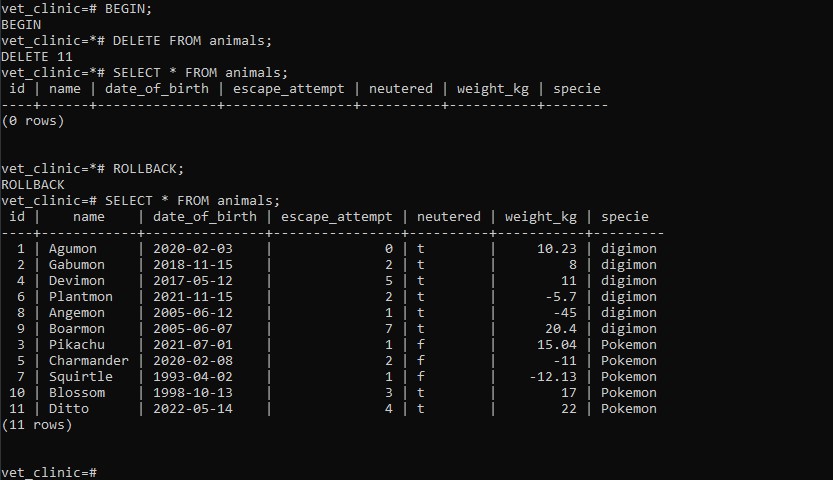 vet_clinic=# BEGIN;
BEGIN
vet_clinic=*# DELETE FROM animals;
DELETE 11
vet_clinic=*# SELECT * FROM animals;
 id | name | date_of_birth | escape_attempt | neutered | weight_kg | specie
----+------+---------------+----------------+----------+-----------+--------
(0 rows)


vet_clinic=*# ROLLBACK;
ROLLBACK
vet_clinic=# SELECT * FROM animals;
 id |    name    | date_of_birth | escape_attempt | neutered | weight_kg | specie
----+------------+---------------+----------------+----------+-----------+---------
  1 | Agumon     | 2020-02-03    |              0 | t        |     10.23 | digimon
  2 | Gabumon    | 2018-11-15    |              2 | t        |         8 | digimon
  4 | Devimon    | 2017-05-12    |              5 | t        |        11 | digimon
  6 | Plantmon   | 2021-11-15    |              2 | t        |      -5.7 | digimon
  8 | Angemon    | 2005-06-12    |              1 | t        |       -45 | digimon
  9 | Boarmon    | 2005-06-07    |              7 | t        |      20.4 | digimon
  3 | Pikachu    | 2021-07-01    |              1 | f        |     15.04 | Pokemon
  5 | Charmander | 2020-02-08    |              2 | f        |       -11 | Pokemon
  7 | Squirtle   | 1993-04-02    |              1 | f        |    -12.13 | Pokemon
 10 | Blossom    | 1998-10-13    |              3 | t        |        17 | Pokemon
 11 | Ditto      | 2022-05-14    |              4 | t        |        22 | Pokemon
(11 rows)


vet_clinic=#